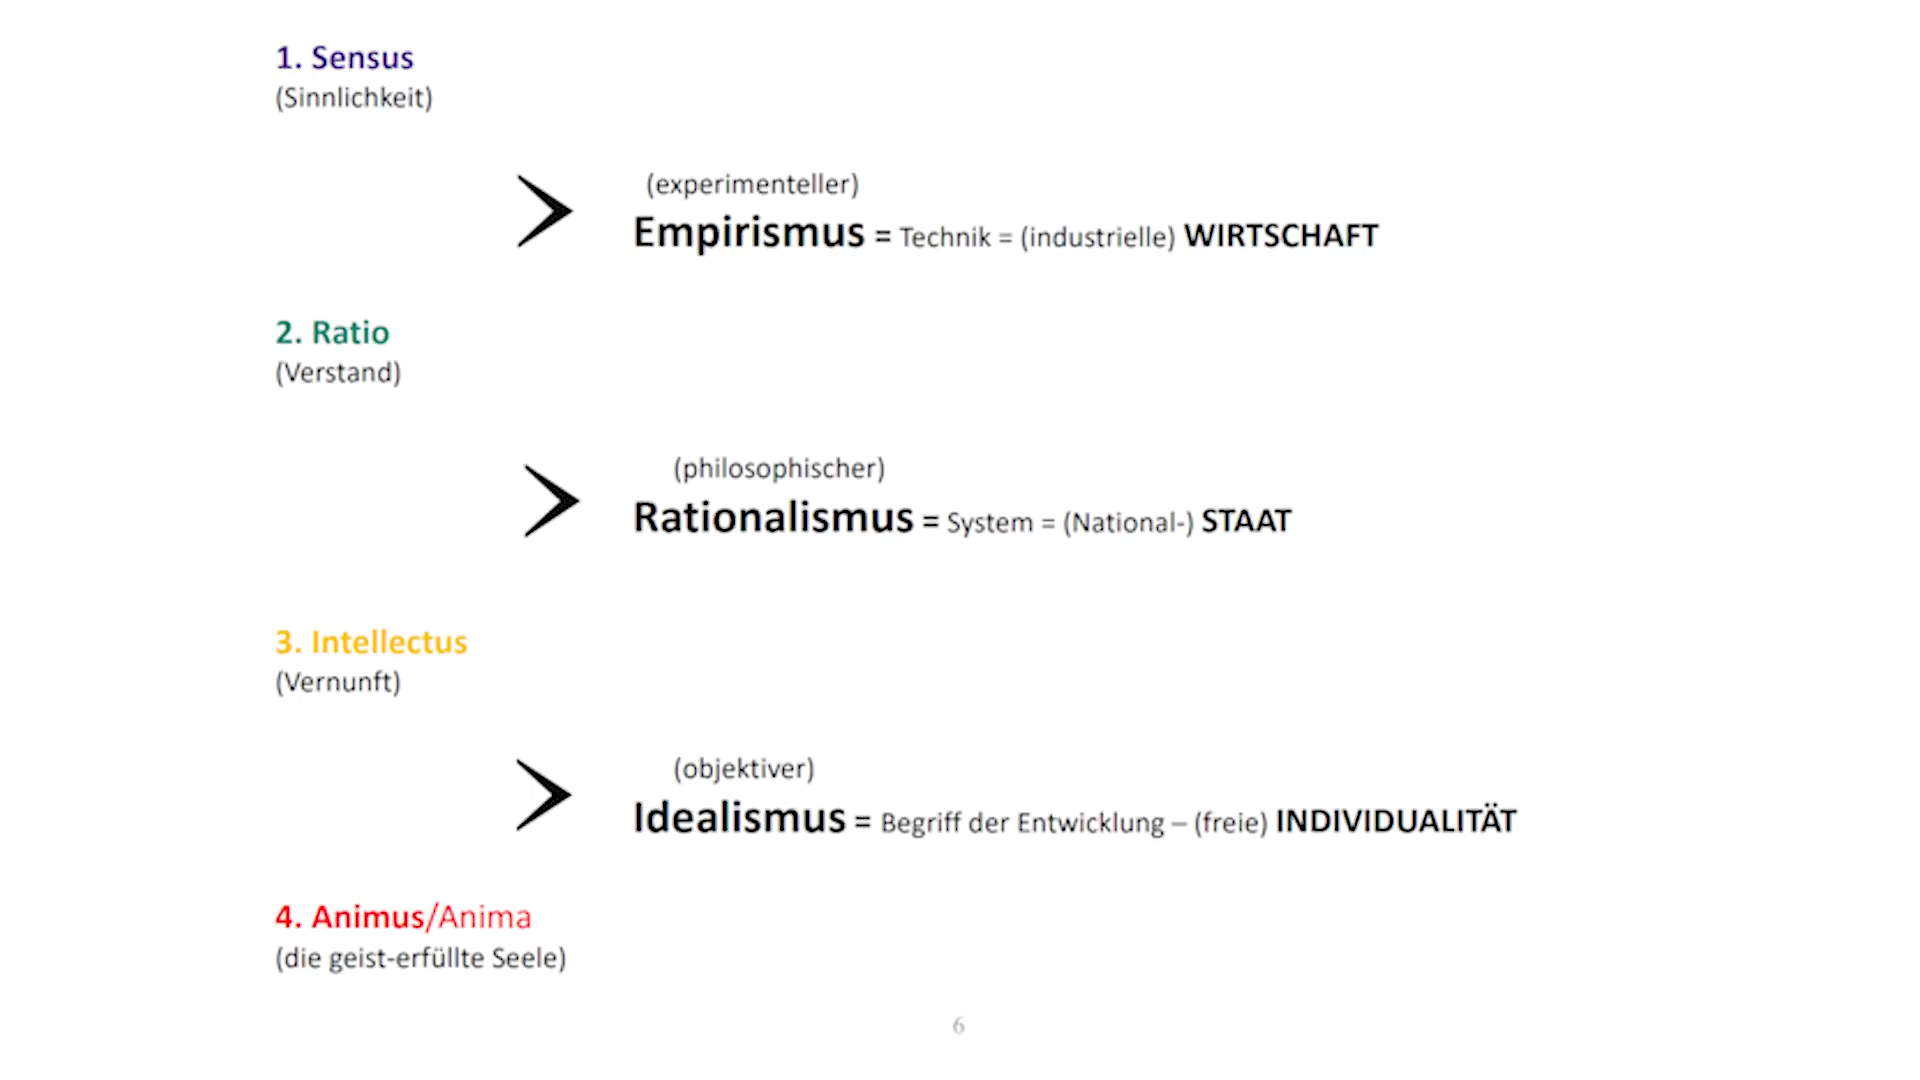 1. Sensus
(Sinnlichkeit)
(experimenteller)
Empirismus = Technik = (industrielle) WIRTSCHAFT
2. Ratio
(Verstand)
(philosophischer)
Rationalismus = System = (National-) STAAT
3. Intellectus
(Vernunft)
(objektiver)
Idealismus = Begriff der Entwicklung – (freie) INDIVIDUALITÄT
4. Animus/Anima
(die geist-erfüllte Seele)
6